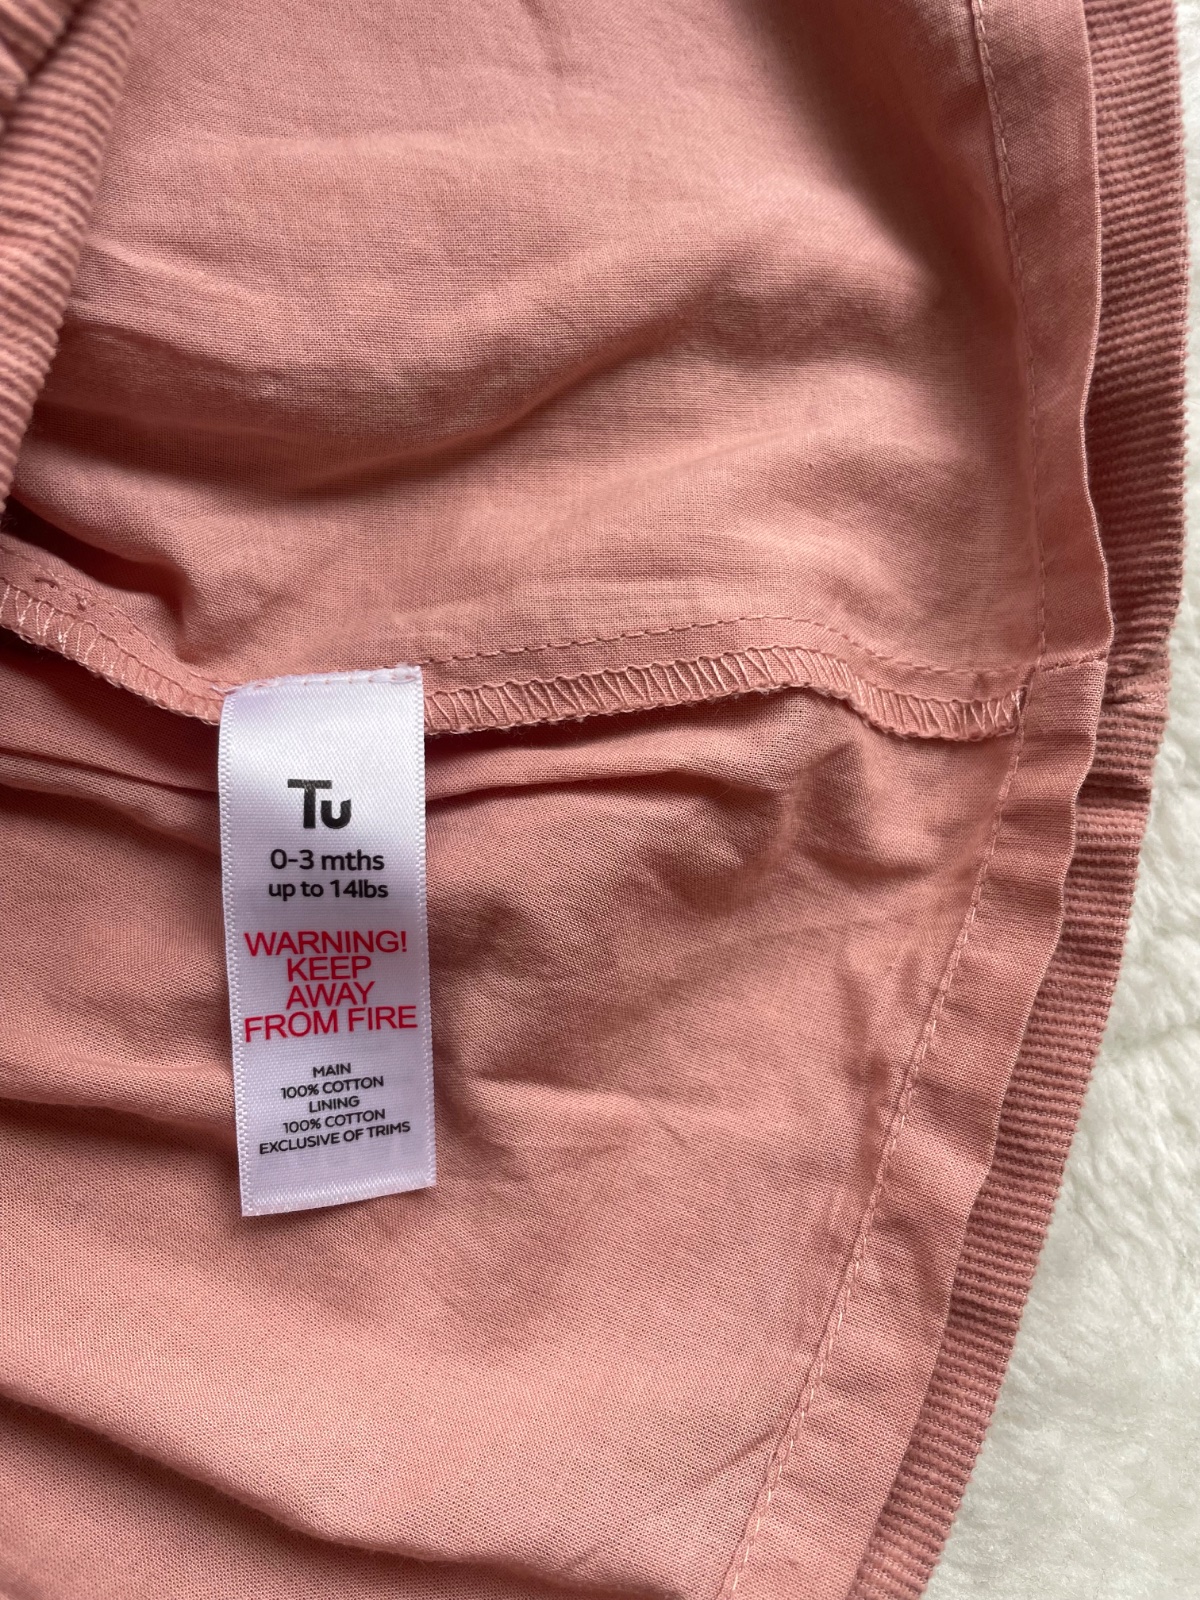 Tu
0-3 mths
up to 14lbs
WARNING!
KEEP
AWAY
FROM FIRE
MAIN
100% COTTON
LINING
100% COTTON
EXCLUSIVE OF TRIMS